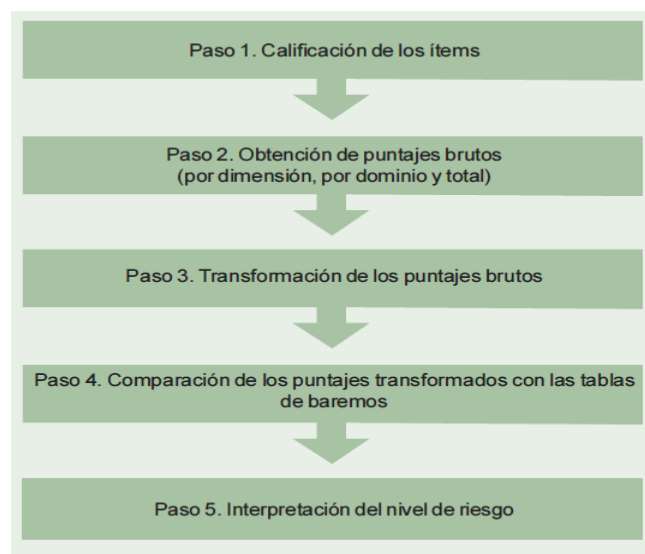 Paso 1. Calificación de los ítems
Paso 2. Obtención de puntajes brutos
(por dimensión, por dominio y total)
Paso 3. Transformación de los puntajes brutos
Paso 4. Comparación de los puntajes transformados con las tablas
de baremos
Paso 5. Interpretación del nivel de riesgo